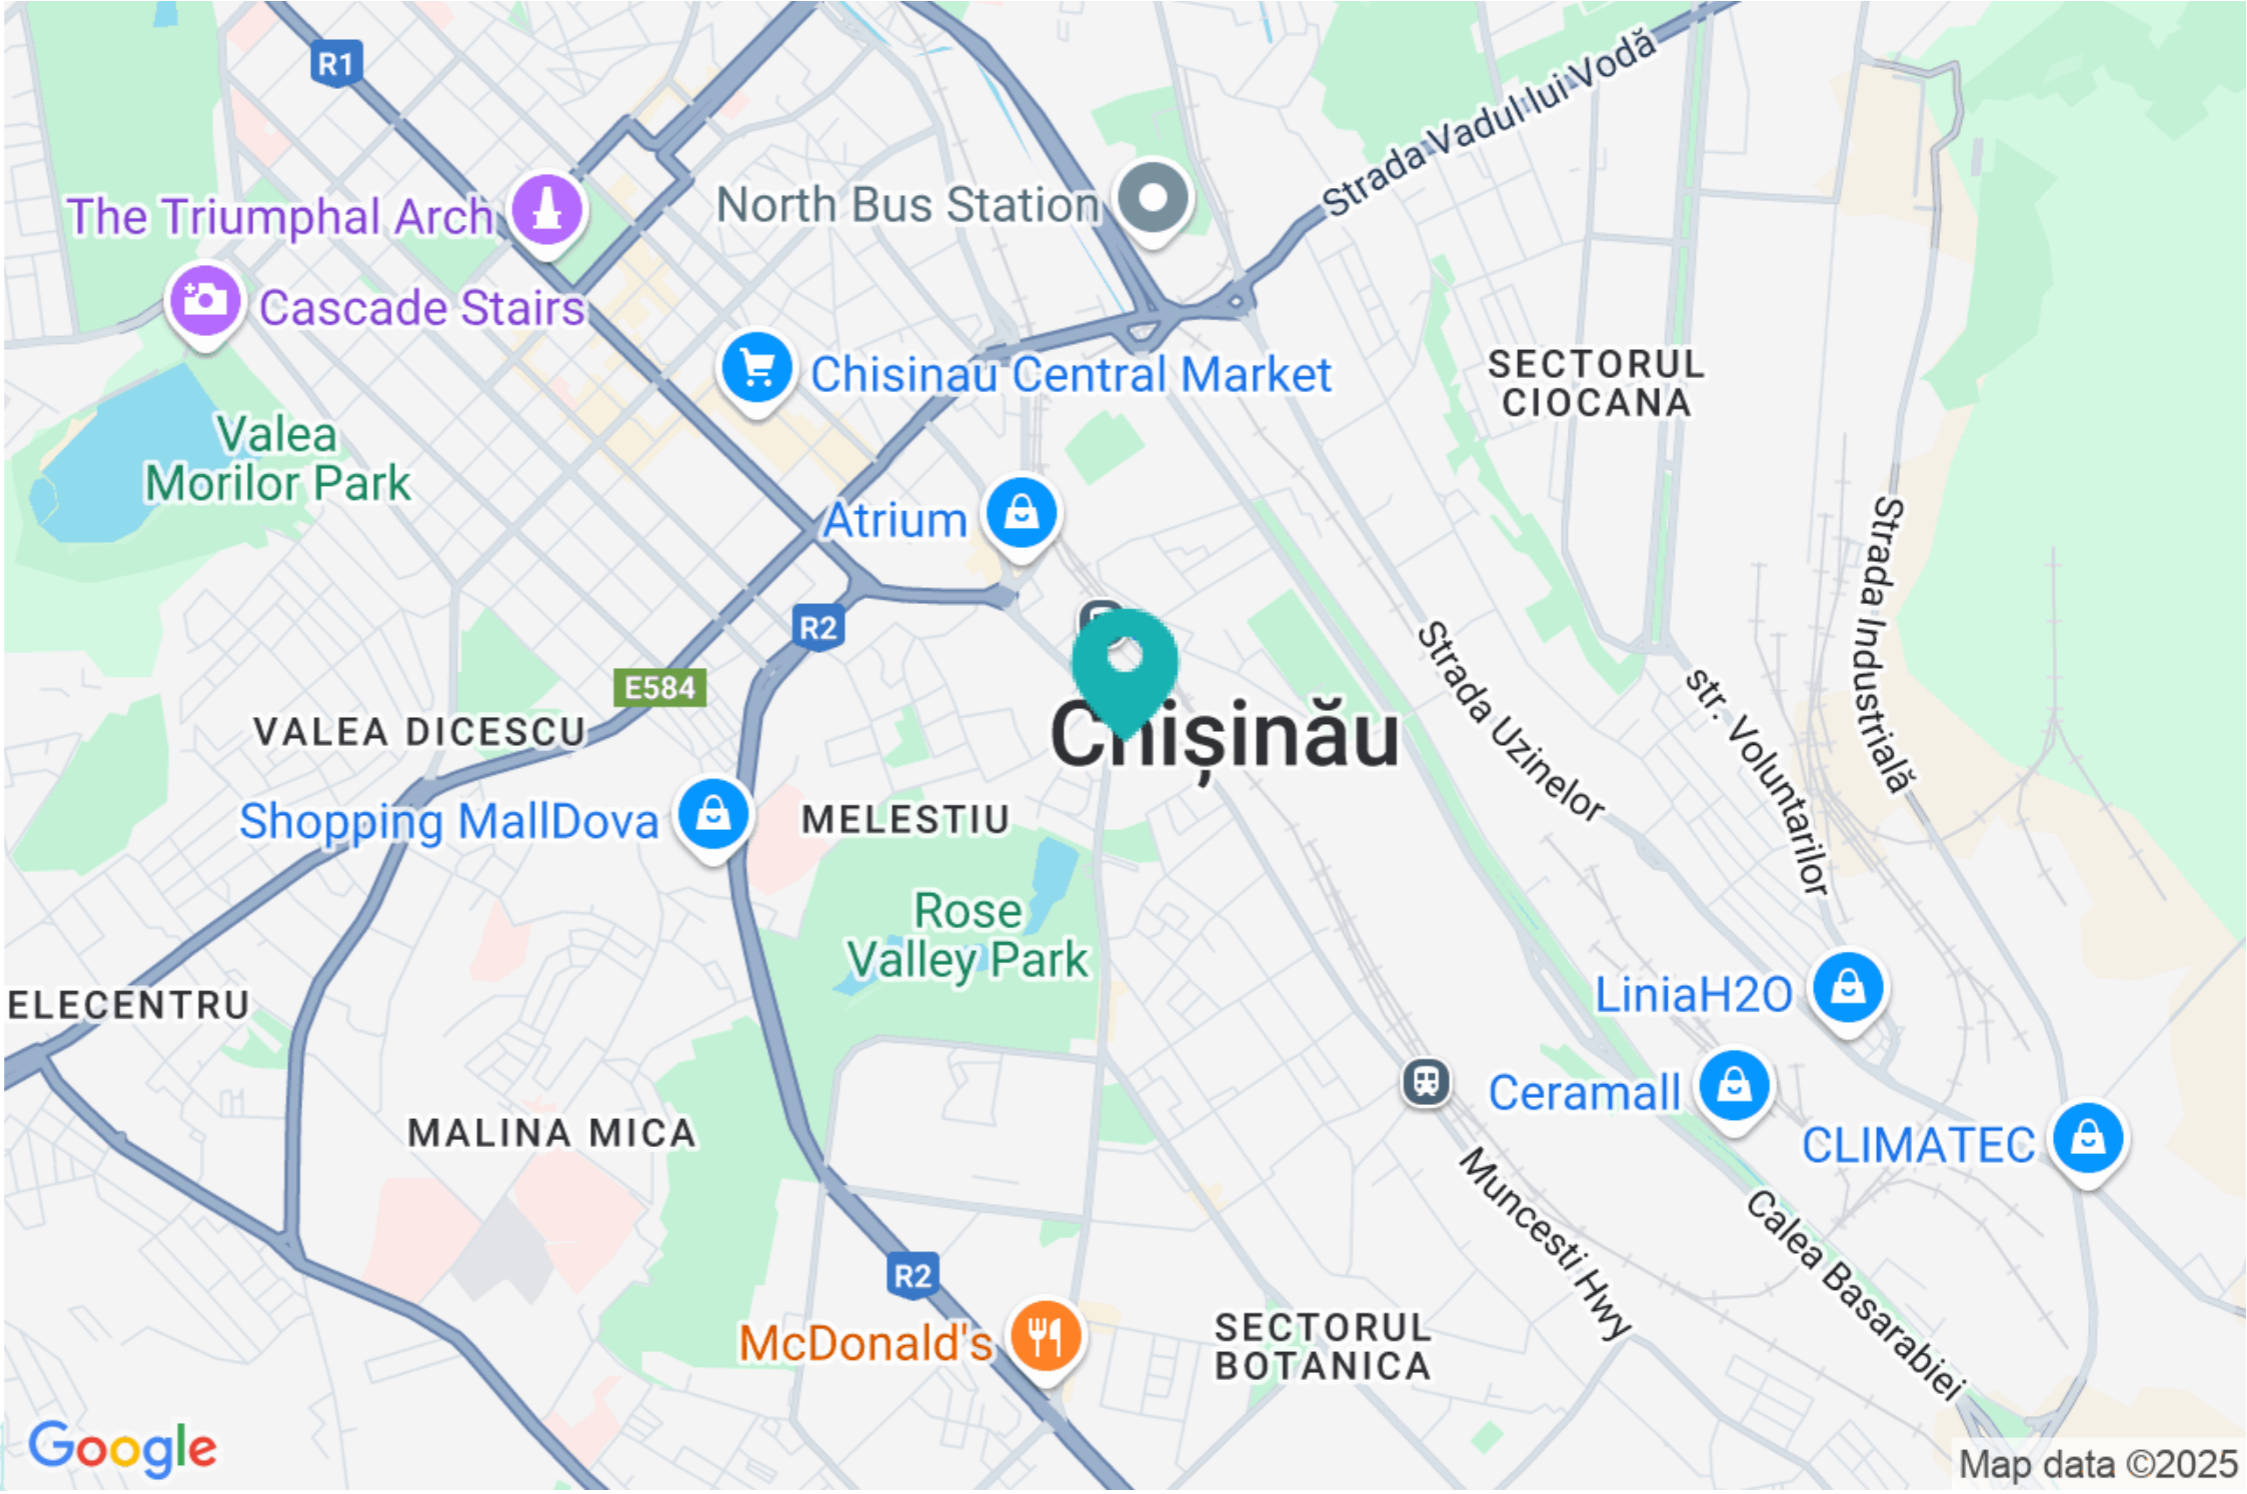 R1
Strada Vadul lui Vodă
The Triumphal Arch
North Bus Station
Cascade Stairs
Chisinau Central Market
SECTORUL
CIOCANA
Valea
Morilor Park
Atrium
Strada Industrială
R2
Strada Uzinelor
str. Voluntarilor
E584
VALEA DICESCU
Chișinău
Shopping MallDova
MELESTIU
Rose
Valley Park
ELECENTRU
LiniaH2O
Ceramall
MALINA MICA
CLIMATEC
Muncesti Hwy
Calea Basarabiei
R2
McDonald's
SECTORUL
BOTANICA
Google
Map data ©2025